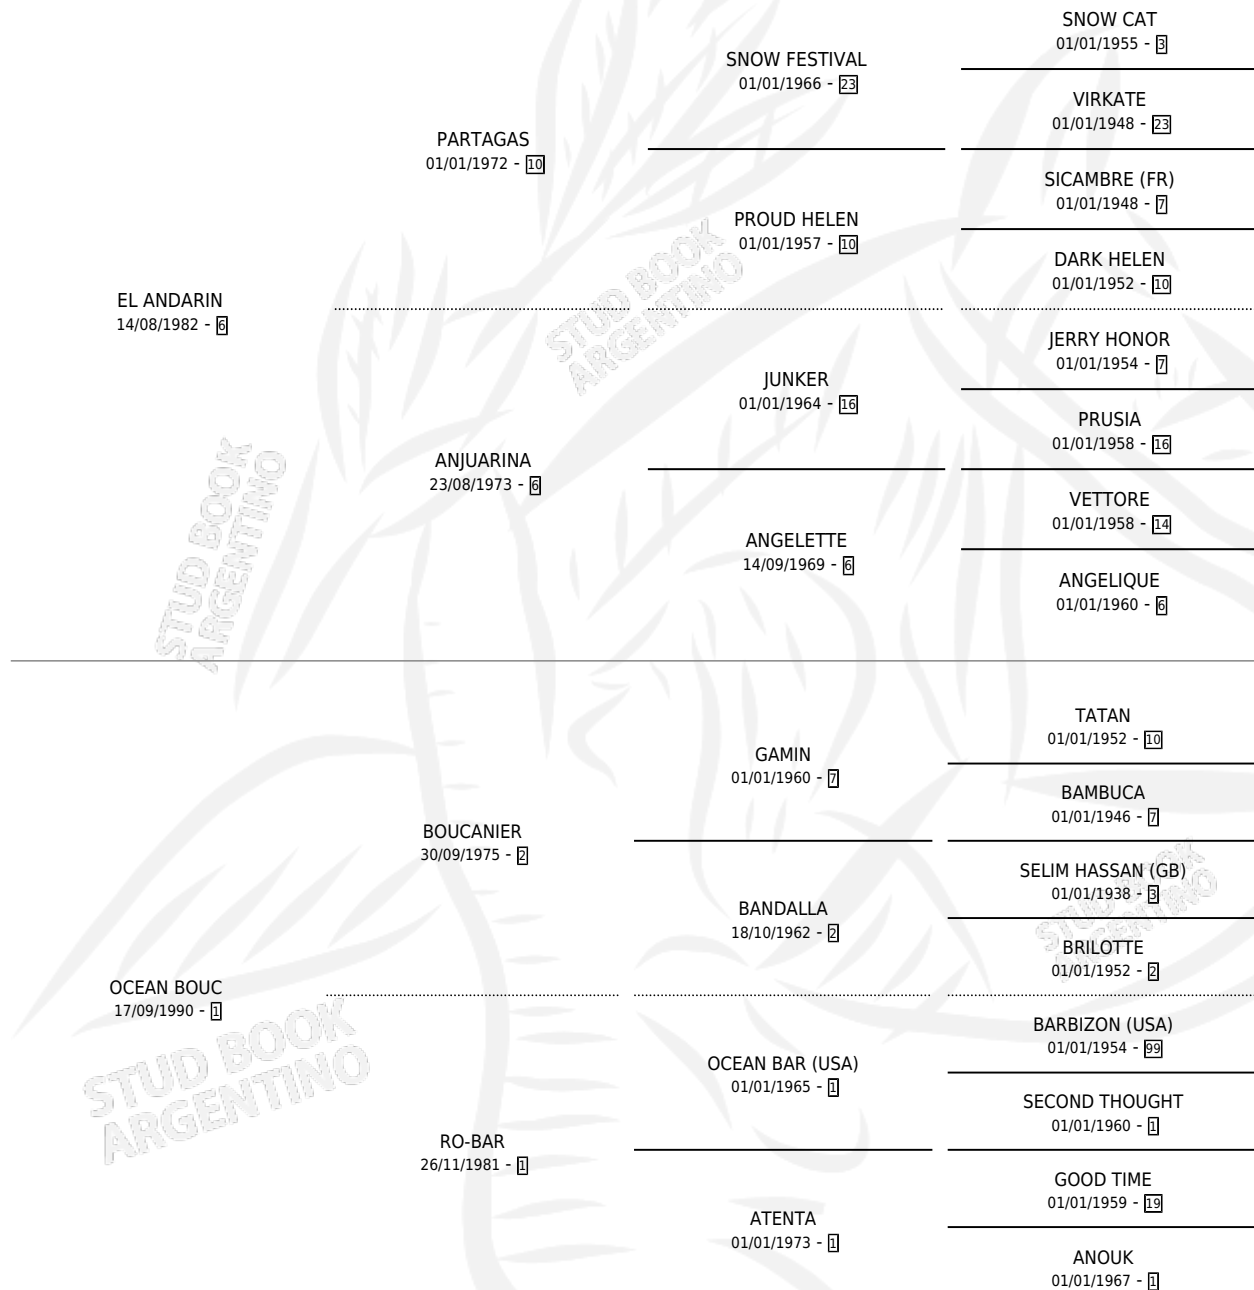 SNOW CAT
01/01/1955 - 3
SNOW FESTIVAL
01/01/1966 - 23
VIRKATE
01/01/1948 - 23
PARTAGAS
01/01/1972 - 10
SICAMBRE (FR)
01/01/1948 - 7
PROUD HELEN
01/01/1957 - 10
DARK HELEN
01/01/1952 - 10
EL ANDARIN
14/08/1982 - 6
JERRY HONOR
01/01/1954 - 7
JUNKER
01/01/1964 - 16
PRUSIA
01/01/1958 - 16
ANJUARINA
23/08/1973 - 6
VETTORE
01/01/1958 - 14
ANGELETTE
14/09/1969 - 6
ANGELIQUE
01/01/1960 - 6
TATAN
01/01/1952 - 10
GAMIN
01/01/1960 - 7
BAMBUCA
01/01/1946 - 7
BOUCANIER
30/09/1975 - 2
SELIM HASSAN (GB)
01/01/1938 - 3
BANDALLA
18/10/1962 - 2
BRILOTTE
01/01/1952 - 2
OCEAN BOUC
17/09/1990 - 1
BARBIZON (USA)
01/01/1954 - 99
OCEAN BAR (USA)
01/01/1965 - 1
SECOND THOUGHT
01/01/1960 - 1
RO-BAR
26/11/1981 - 1
GOOD TIME
01/01/1959 - 19
ATENTA
01/01/1973 - 1
ANOUK
01/01/1967 - 1
STUD BOOK
ARGENTINO
STUD BOOK
ARGENTINO
STUD BOOK
ARGENTINO
STUD BOOK
ARGENTINO